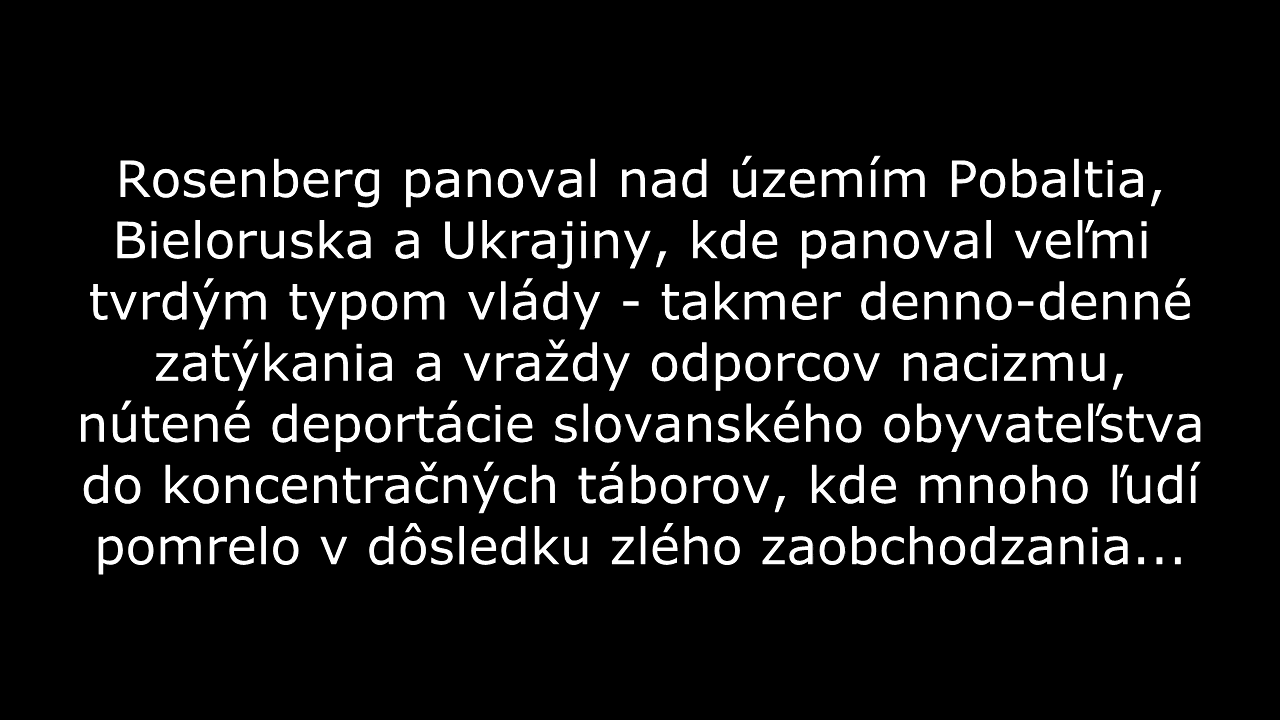 Rosenberg panoval nad územím Pobaltia,
Bieloruska a Ukrajiny, kde panoval veľmi
tvrdým typom vlády - takmer denno-denné
zatýkania a vraždy odporcov nacizmu,
nútené deportácie slovanského obyvateľstva
do koncentračných táborov, kde mnoho ľudí
pomrelo v dôsledku zlého zaobchodzania...